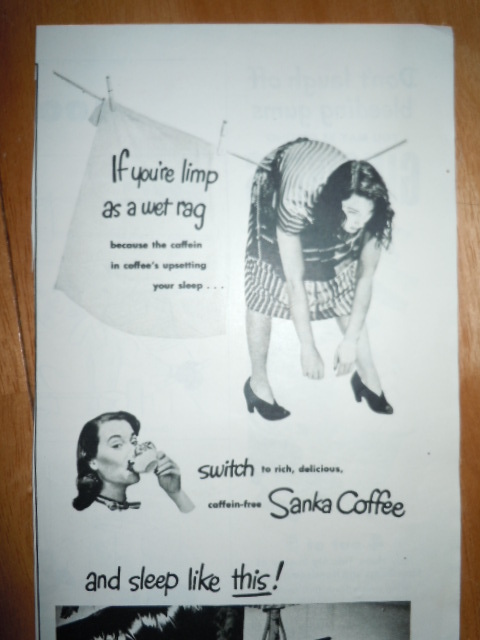 If you're limp
as a wet rag
because the caffein
in coffee's upsetting
your sleep . . .
switch to rich, delicious,
caffein-free Sanka Coffee
and sleep like this!